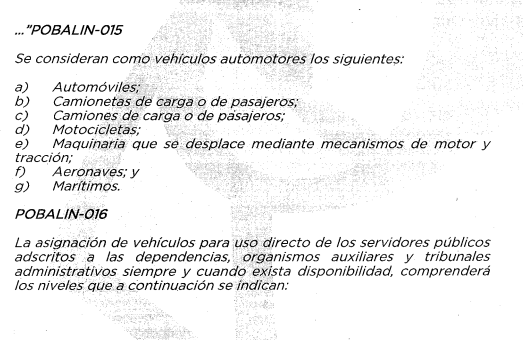 ..."POBALIN-015
Se consideran como vehículos automotores los siguientes:
a) Automóviles;
b) Camionetas de carga o de pasajeros;
c) Camiones de carga o de pasajeros;
d) Motocicletas;
e) Maquinaria que se desplace mediante mecanismos de motor y
tracción;
f) Aeronaves; y
g) Marítimos.
POBALIN-016
La asignación de vehículos para uso directo de los servidores públicos
adscritos a las dependencias, organismos auxiliares y tribunales
administrativos siempre y cuando exista disponibilidad, comprenderá
los niveles que a continuación se indican: